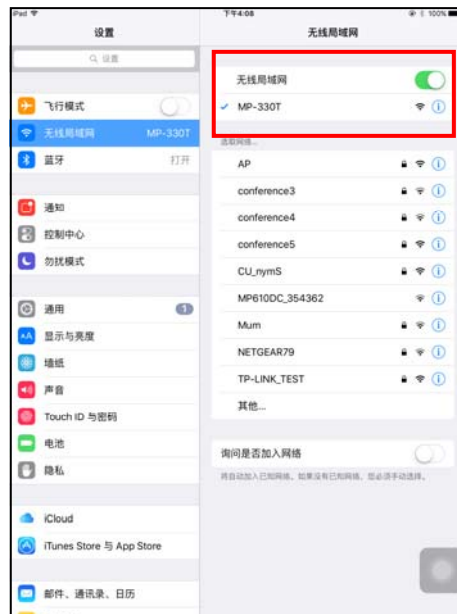 iPad
下午4:08
100%
设置
设置
飞行模式
无线局域网 MP-330T
蓝牙 打开
通知
控制中心
勿扰模式
通用 1
显示与亮度
AA
墙纸
声音
Touch ID 与密码
电池
隐私
iCloud
iTunes Store 与 App Store
邮件、通讯录、日历
无线局域网
无线局域网
MP-330T
选取网络...
AP
conference3
conference4
conference5
CU_nymS
MP610DC_354362
Mum
NETGEAR79
TP-LINK_TEST
其他...
询问是否加入网络
将自动加入已知网络。如果没有已知网络，您必须手动选择。